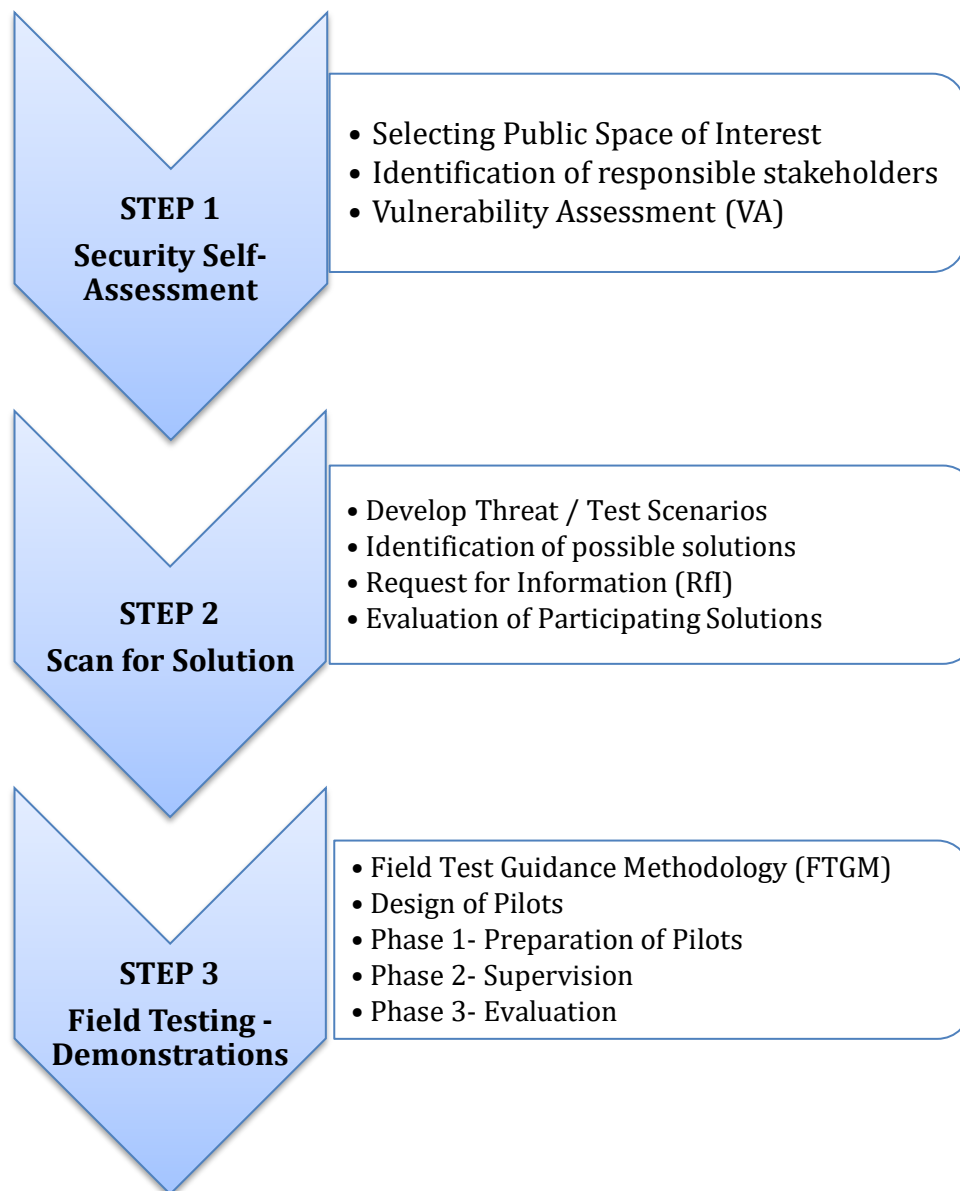 STEP 1
Security Self-
Assessment
• Selecting Public Space of Interest
• Identification of responsible stakeholders
• Vulnerability Assessment (VA)
STEP 2
Scan for Solution
• Develop Threat / Test Scenarios
• Identification of possible solutions
• Request for Information (RfI)
• Evaluation of Participating Solutions
STEP 3
Field Testing -
Demonstrations
• Field Test Guidance Methodology (FTGM)
• Design of Pilots
• Phase 1- Preparation of Pilots
• Phase 2- Supervision
• Phase 3- Evaluation